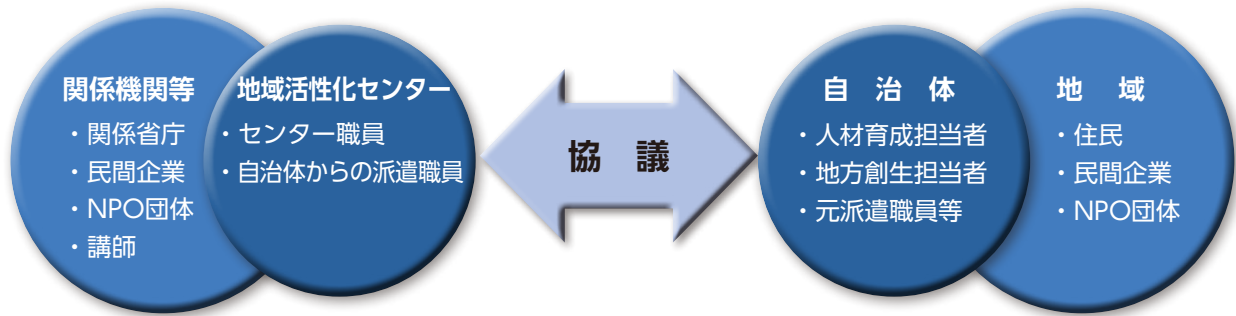 関係機関等
・関係省庁
・民間企業
・NPO団体
・講師
地域活性化センター
・センター職員
・自治体からの派遣職員
協　議
自　治　体
・人材育成担当者
・地方創生担当者
・元派遣職員等
地　域
・住民
・民間企業
・NPO団体